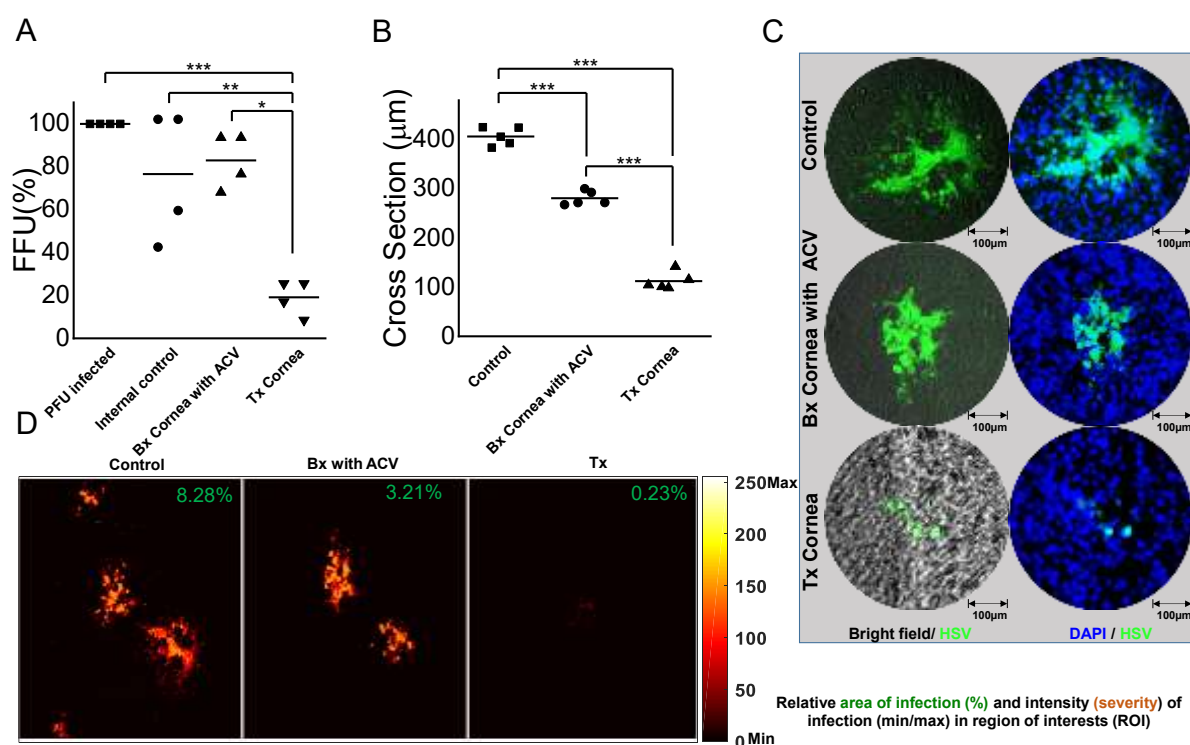 A
***
**
*
FFU(%)
100
80
60
40
20
0
PFU infected
Internal control
Bx Cornea with ACV
Tx Cornea
B
***
***
***
Cross Section (μm)
400
300
200
100
0
Control
Bx Cornea with ACV
Tx Cornea
C
Control
100μm
100μm
Bx Cornea with ACV
100μm
100μm
Tx Cornea
100μm
100μm
Bright field/ HSV
DAPI / HSV
D
Control
Bx with ACV
Tx
8.28%
3.21%
0.23%
250Max
200
150
100
50
0 Min
Relative area of infection (%) and intensity (severity) of
infection (min/max) in region of interests (ROI)